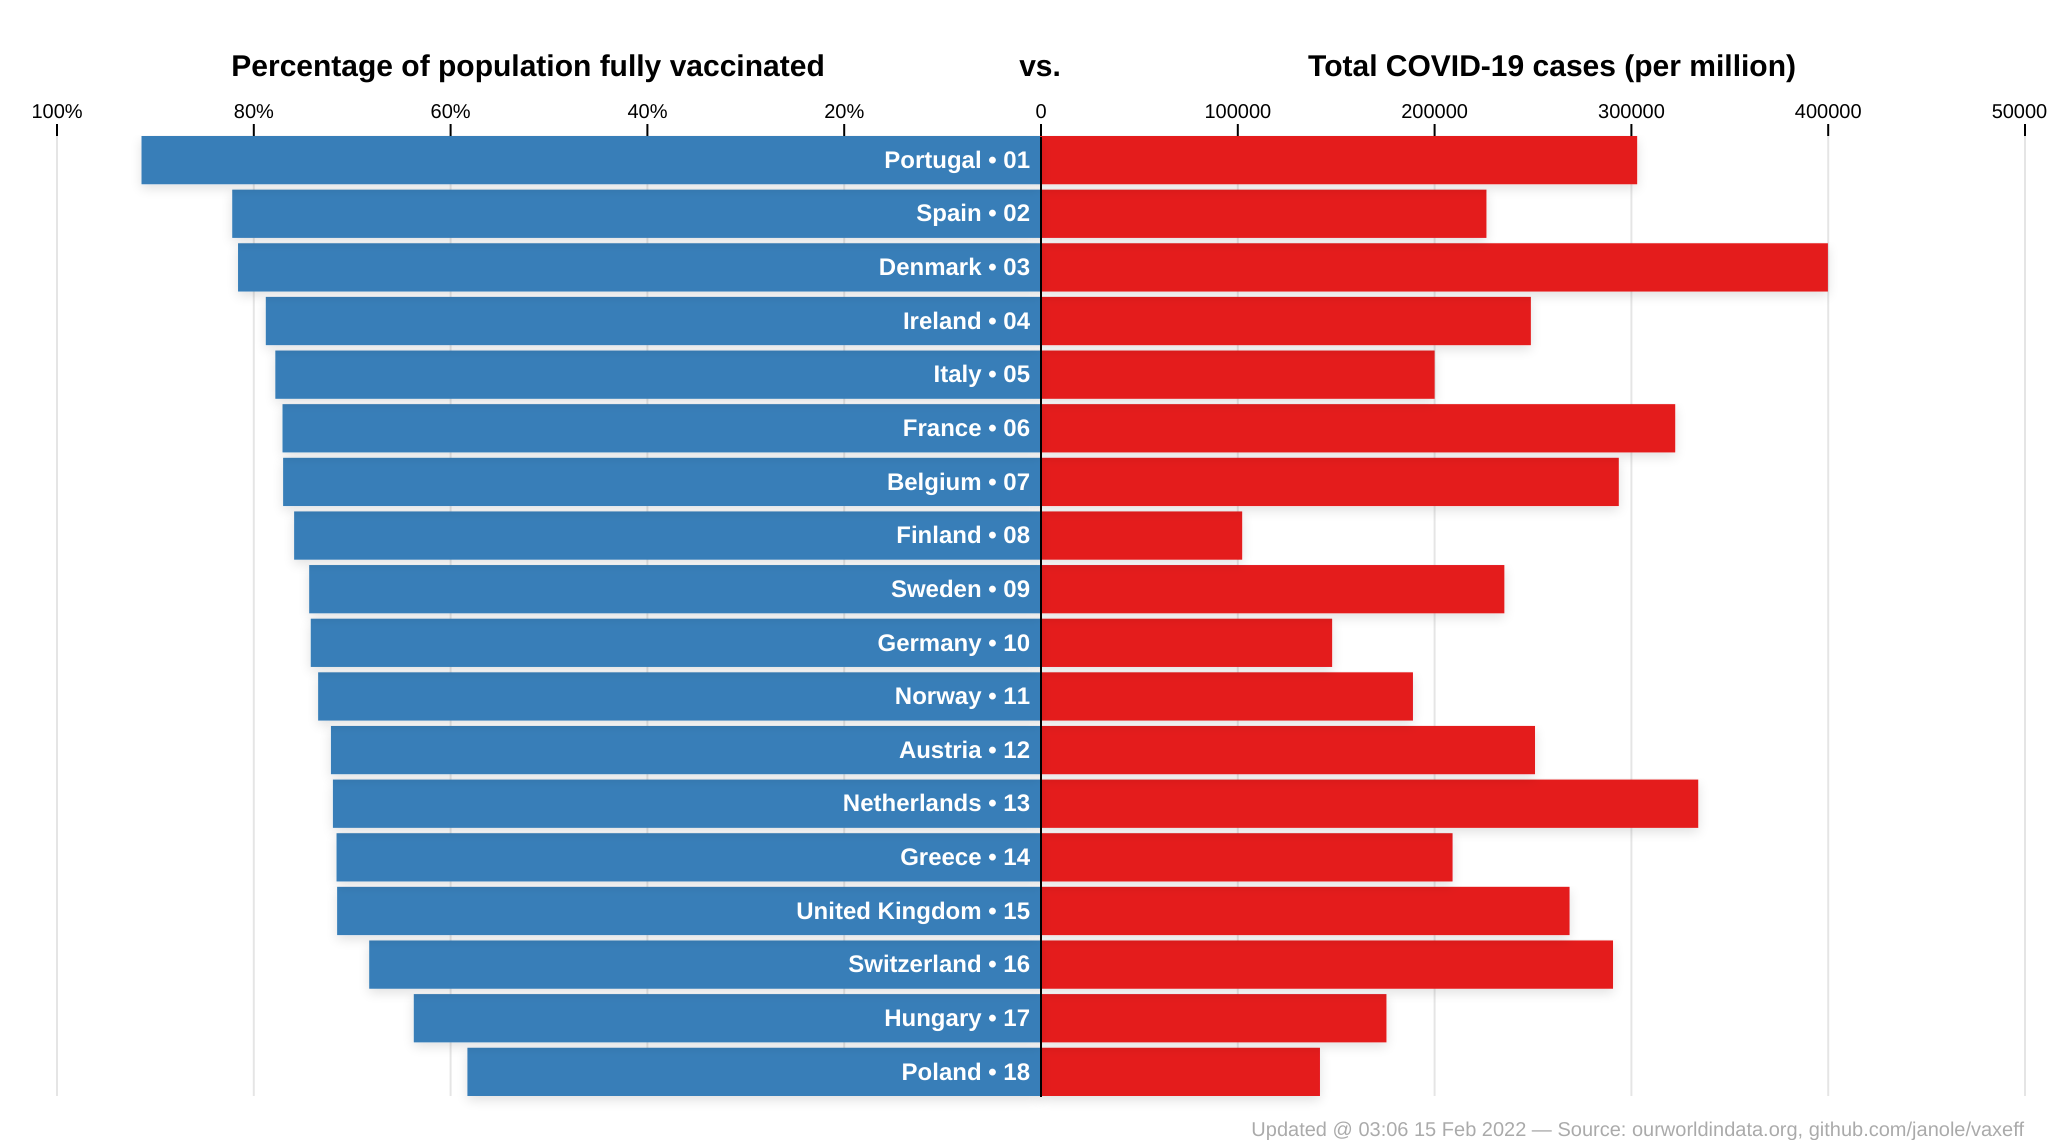 Percentage of population fully vaccinated vs. Total COVID-19 cases (per million)
100% 80% 60% 40% 20% 0 100000 200000 300000 400000 50000
Portugal • 01
Spain • 02
Denmark • 03
Ireland • 04
Italy • 05
France • 06
Belgium • 07
Finland • 08
Sweden • 09
Germany • 10
Norway • 11
Austria • 12
Netherlands • 13
Greece • 14
United Kingdom • 15
Switzerland • 16
Hungary • 17
Poland • 18
Updated @ 03:06 15 Feb 2022 — Source: ourworldindata.org, github.com/janole/vaxeff